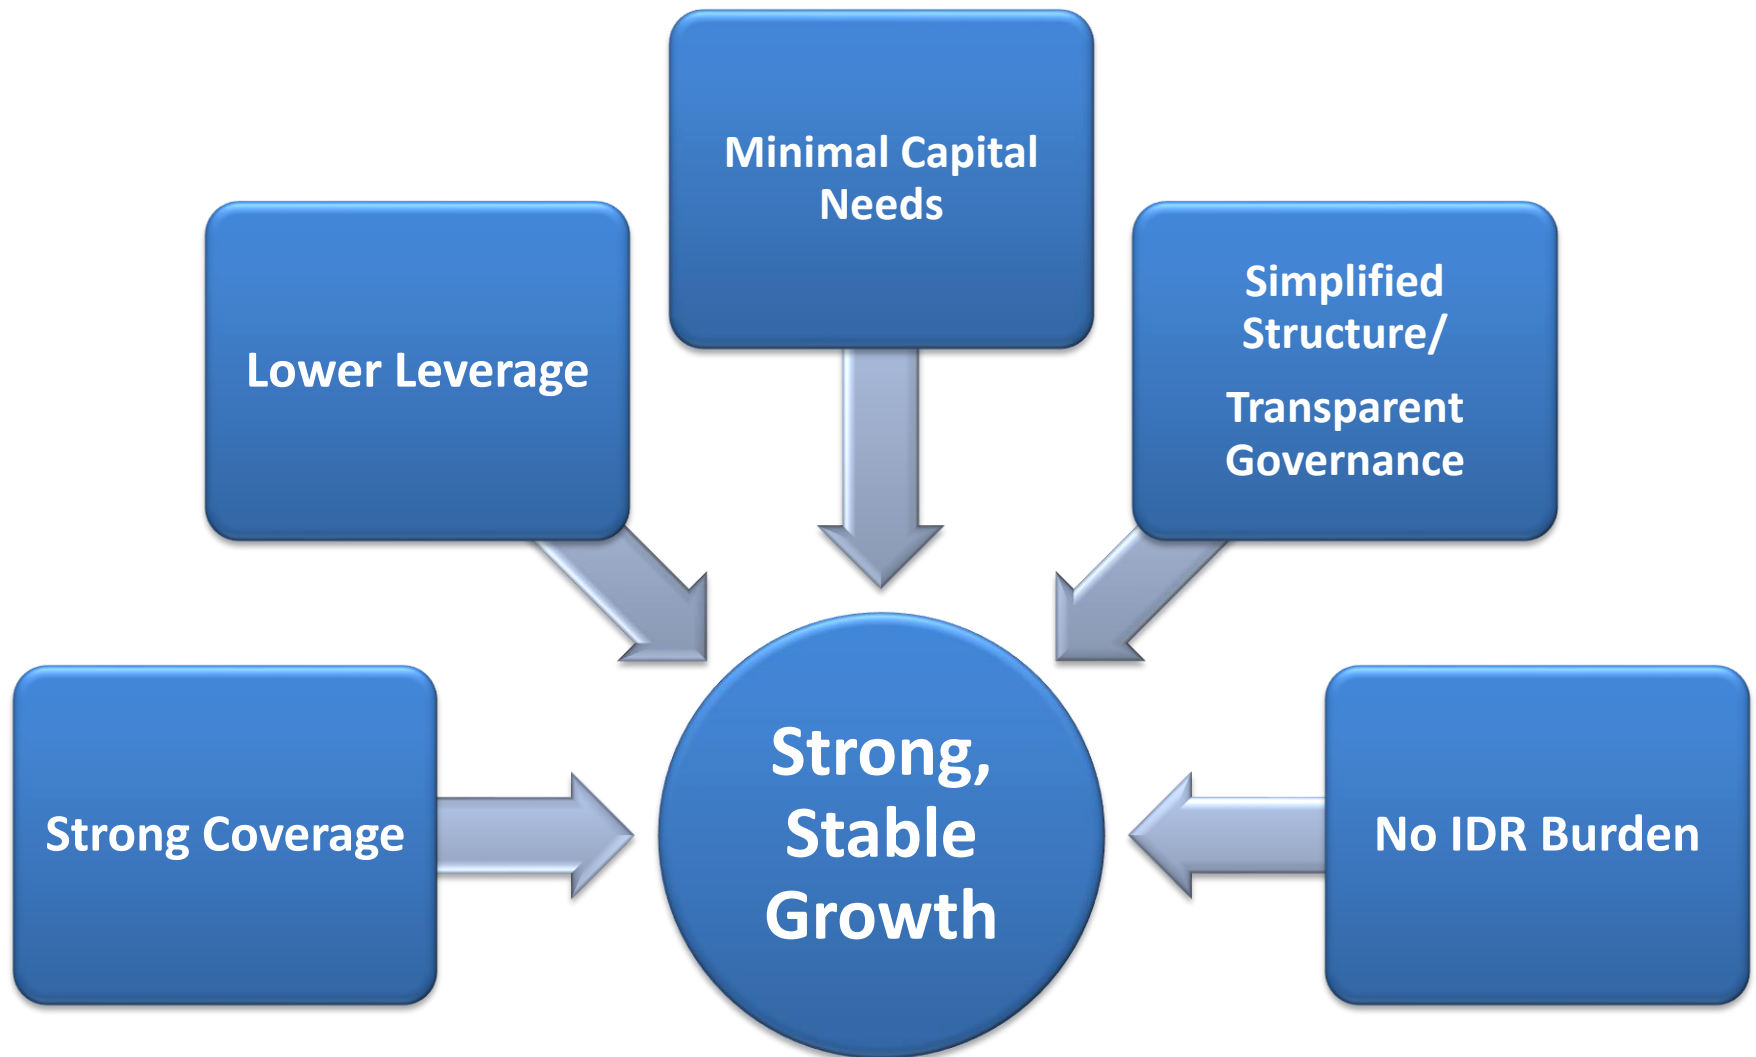 Minimal Capital
Needs
Lower Leverage
Simplified
Structure/
Transparent
Governance
Strong Coverage
Strong,
Stable
Growth
No IDR Burden